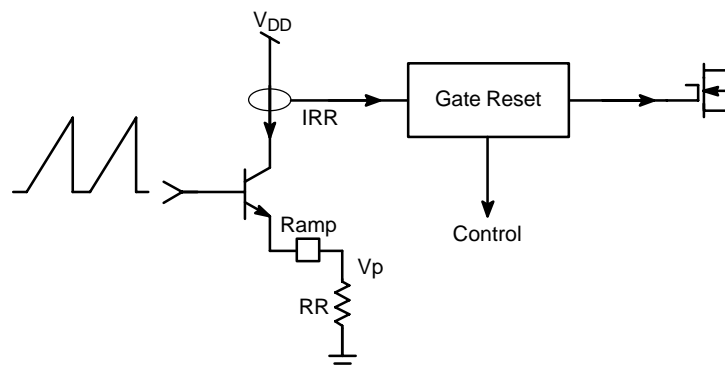 VDD
IRR
Gate Reset
Control
Ramp
Vp
RR